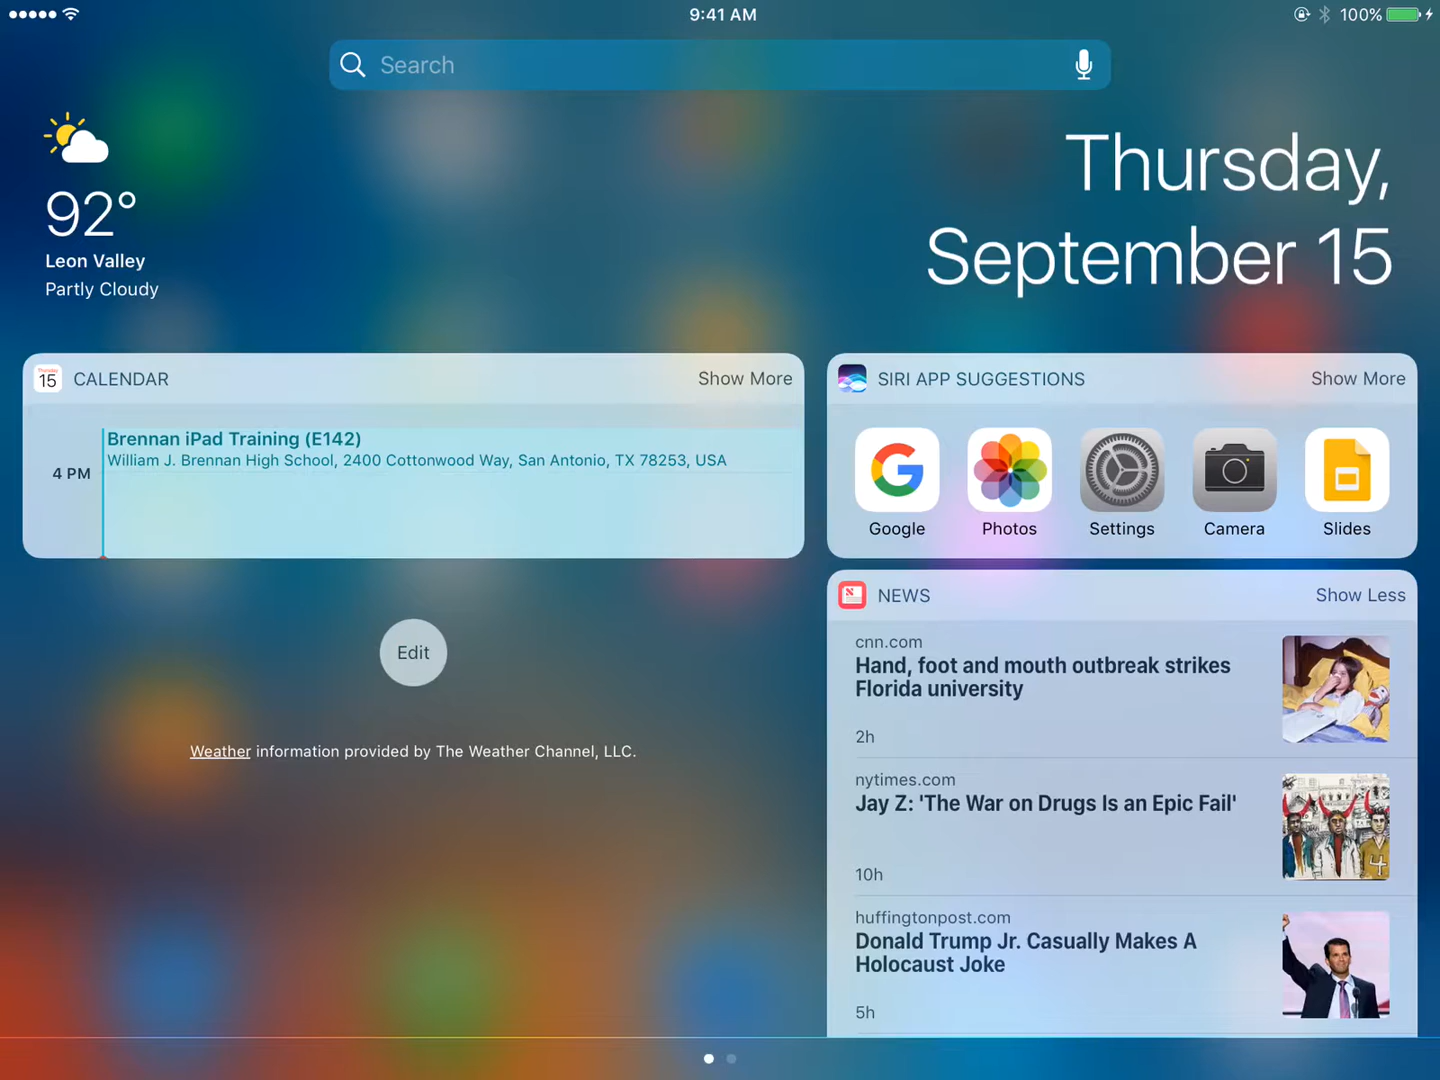 9:41 AM
100%
Search
92°
Leon Valley
Partly Cloudy
Thursday,
September 15
15
CALENDAR
Show More
Brennan iPad Training (E142)
William J. Brennan High School, 2400 Cottonwood Way, San Antonio, TX 78253, USA
4 PM
Edit
Weather information provided by The Weather Channel, LLC.
SIRI APP SUGGESTIONS
Show More
Google
Photos
Settings
Camera
Slides
NEWS
Show Less
cnn.com
Hand, foot and mouth outbreak strikes
Florida university
2h
nytimes.com
Jay Z: 'The War on Drugs Is an Epic Fail'
10h
huffingtonpost.com
Donald Trump Jr. Casually Makes A
Holocaust Joke
5h